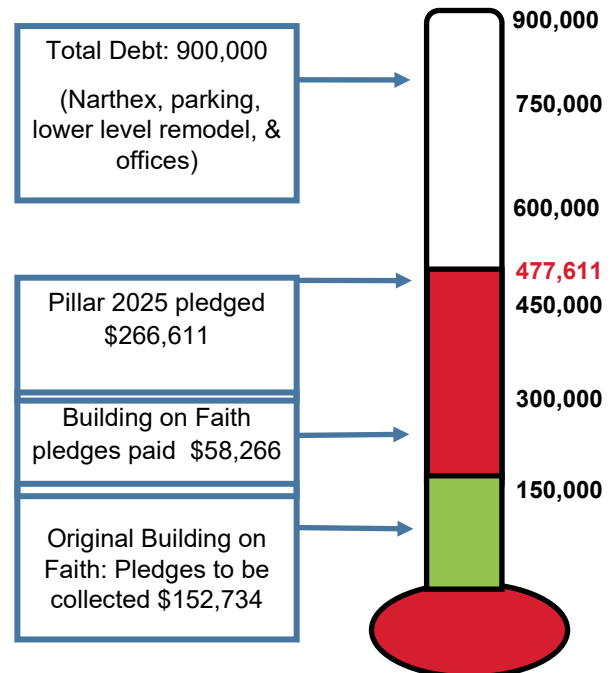 Total Debt: 900,000
(Narthex, parking,
lower level remodel, &
offices)
Pillar 2025 pledged
$266,611
Building on Faith
pledges paid $58,266
Original Building on
Faith: Pledges to be
collected $152,734
900,000
750,000
600,000
477,611
450,000
300,000
150,000